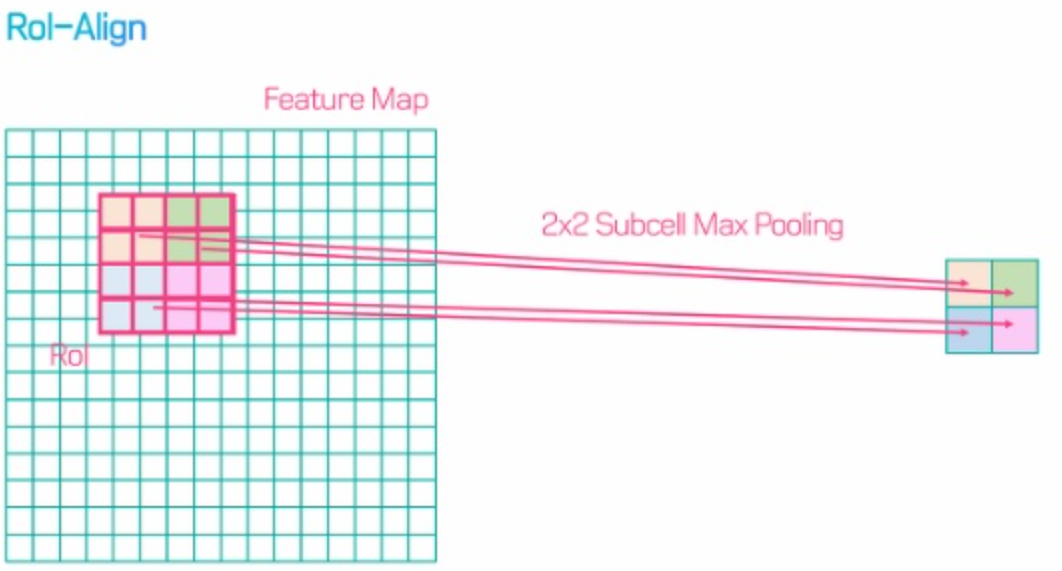 RoI-Align
Feature Map
2x2 Subcell Max Pooling
RoI